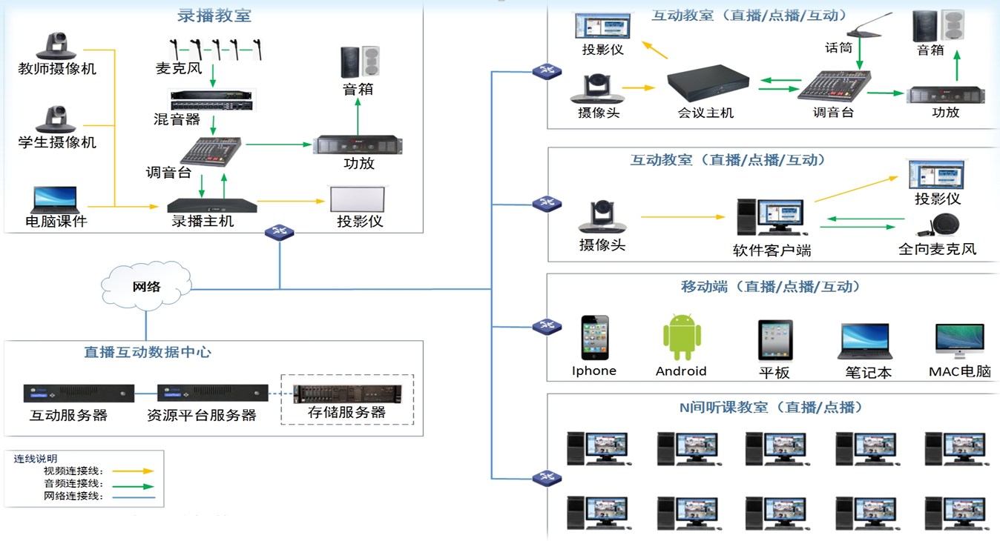 录播教室
教师摄像机
麦克风
音箱
混音器
学生摄像机
调音台
功放
电脑课件
录播主机
投影仪
网络
直播互动数据中心
互动服务器
资源平台服务器
存储服务器
连线说明
视频连接线：
音频连接线：
网络连接线：
互动教室（直播/点播/互动）
投影仪
话筒
音箱
摄像头
会议主机
调音台
功放
互动教室（直播/点播/互动）
投影仪
摄像头
软件客户端
全向麦克风
移动端（直播/点播/互动）
Iphone
Android
平板
笔记本
MAC电脑
N间听课教室（直播/点播）